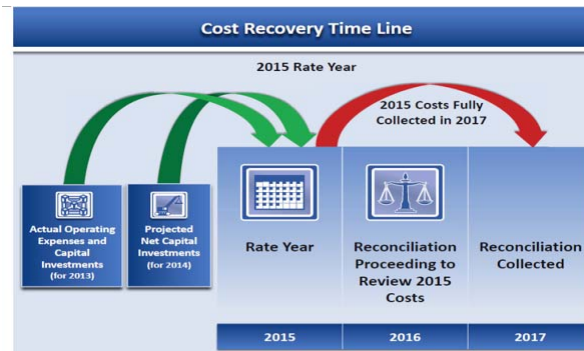 Cost Recovery Time Line
2015 Rate Year
2015 Costs Fully
Collected in 2017
Actual Operating
Expenses and
Capital
Investments
(for 2013)
Projected
Net Capital
Investments
(for 2014)
Rate Year
Reconciliation
Proceeding to
Review 2015
Costs
Reconciliation
Collected
2015
2016
2017